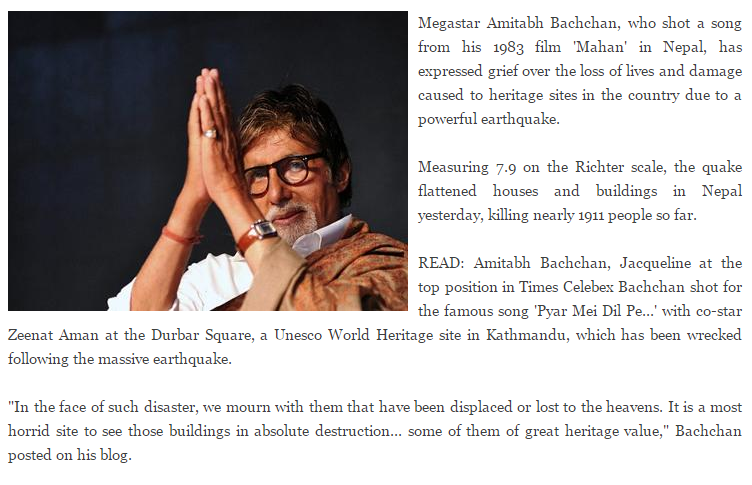 Megastar Amitabh Bachchan, who shot a song
from his 1983 film 'Mahan' in Nepal, has
expressed grief over the loss of lives and damage
caused to heritage sites in the country due to a
powerful earthquake.
Measuring 7.9 on the Richter scale, the quake
flattened houses and buildings in Nepal
yesterday, killing nearly 1911 people so far.
READ: Amitabh Bachchan, Jacqueline at the
top position in Times Celebex Bachchan shot for
the famous song 'Pyar Mei Dil Pe...' with co-star
Zeenat Aman at the Durbar Square, a Unesco World Heritage site in Kathmandu, which has been wrecked
following the massive earthquake.
"In the face of such disaster, we mourn with them that have been displaced or lost to the heavens. It is a most
horrid site to see those buildings in absolute destruction... some of them of great heritage value," Bachchan
posted on his blog.